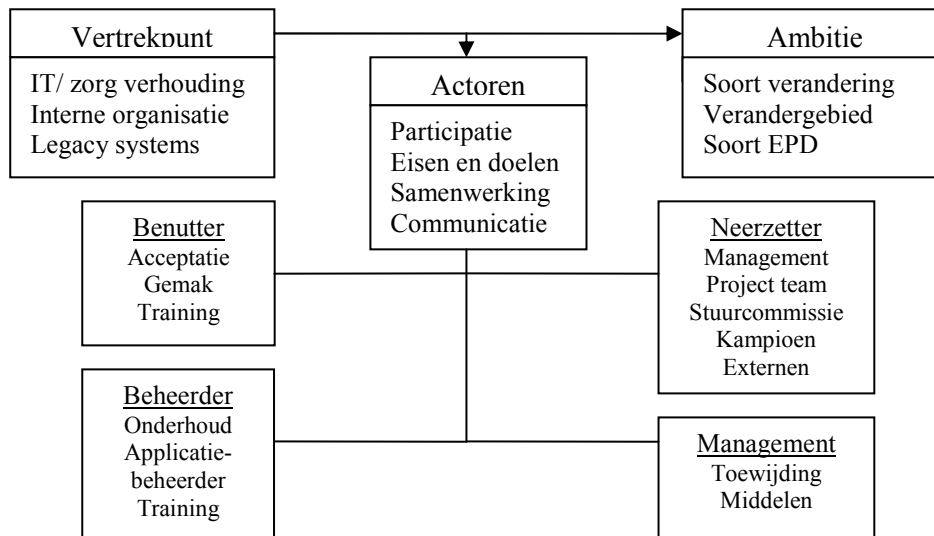 Vertrekpunt
IT/ zorg verhouding
Interne organisatie
Legacy systems
Actoren
Participatie
Eisen en doelen
Samenwerking
Communicatie
Ambitie
Soort verandering
Verandergebied
Soort EPD
Benutter
Acceptatie
Gemak
Training
Neerzetter
Management
Project team
Stuurcommissie
Kampioen
Externen
Beheerder
Onderhoud
Applicatie-
beheerder
Training
Management
Toewijding
Middelen